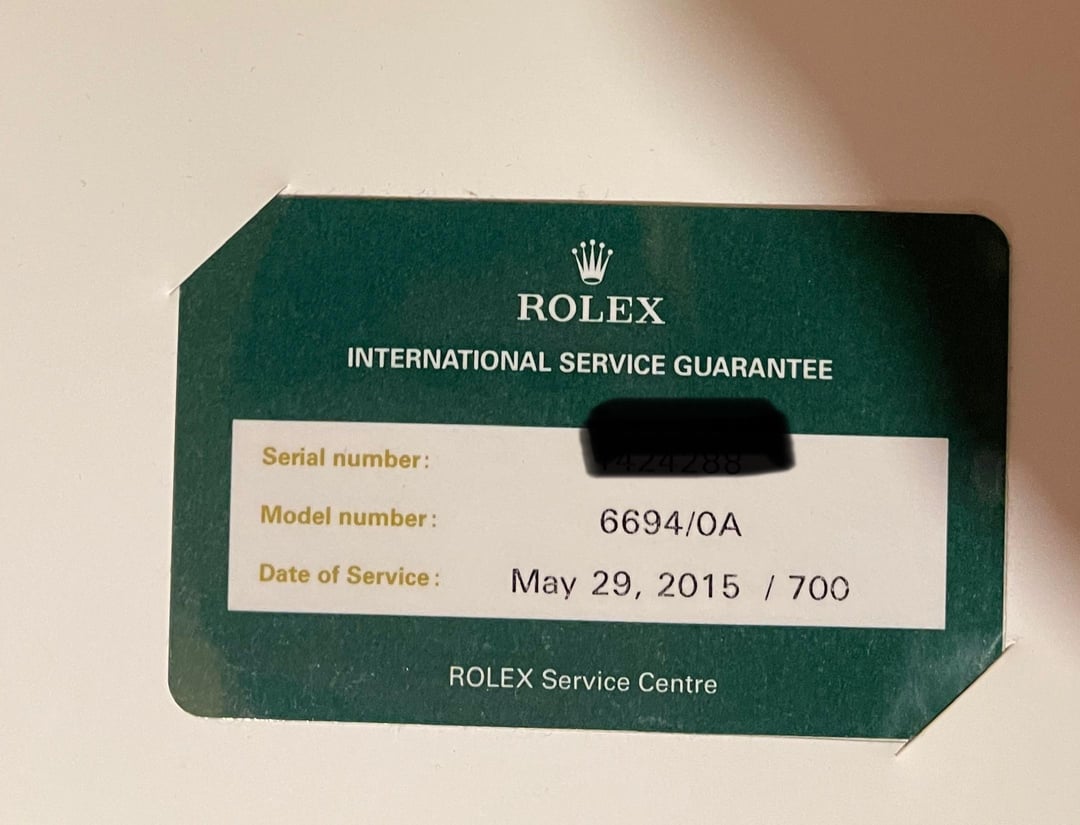 ROLEX
INTERNATIONAL SERVICE GUARANTEE
Serial number:
Model number: 6694/0A
Date of Service: May 29, 2015 / 700
ROLEX Service Centre